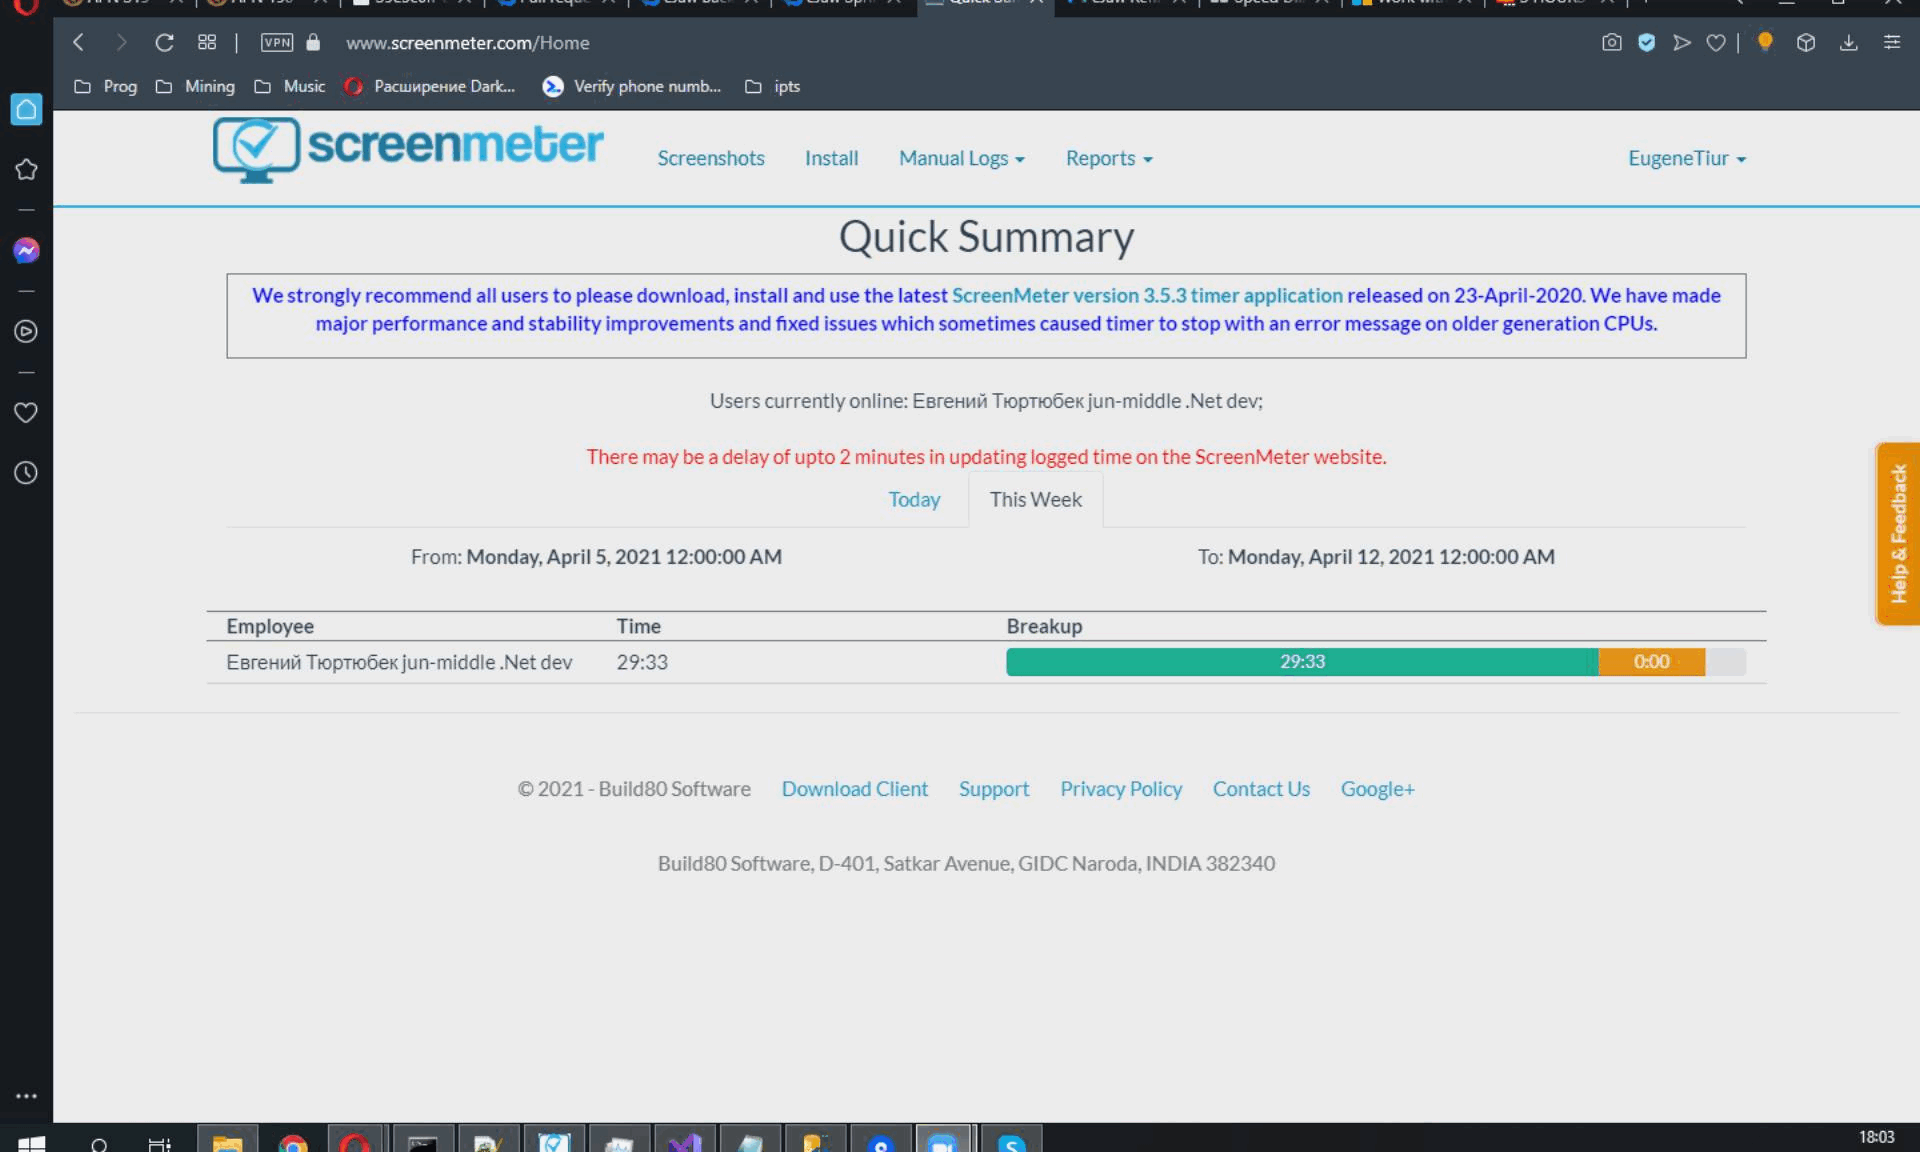 VPN
www.screenmeter.com/Home
Prog
Mining
Music
Расширение Dark...
Verify phone numb...
ipts
screenmeter
Screenshots
Install
Manual Logs
Reports
EugeneTiur
Quick Summary
We strongly recommend all users to please download, install and use the latest ScreenMeter version 3.5.3 timer application released on 23-April-2020. We have made
major performance and stability improvements and fixed issues which sometimes caused timer to stop with an error message on older generation CPUs.
Users currently online: Евгений Тюртюбек jun-middle .Net dev;
There may be a delay of upto 2 minutes in updating logged time on the ScreenMeter website.
Today
This Week
Help & Feedback
From: Monday, April 5, 2021 12:00:00 AM
To: Monday, April 12, 2021 12:00:00 AM
Employee Time Breakup
Евгений Тюртюбек jun-middle .Net dev 29:33 29:33 0:00
© 2021 - Build80 Software Download Client Support Privacy Policy Contact Us Google+
Build80 Software, D-401, Satkar Avenue, GIDC Naroda, INDIA 382340
18:03